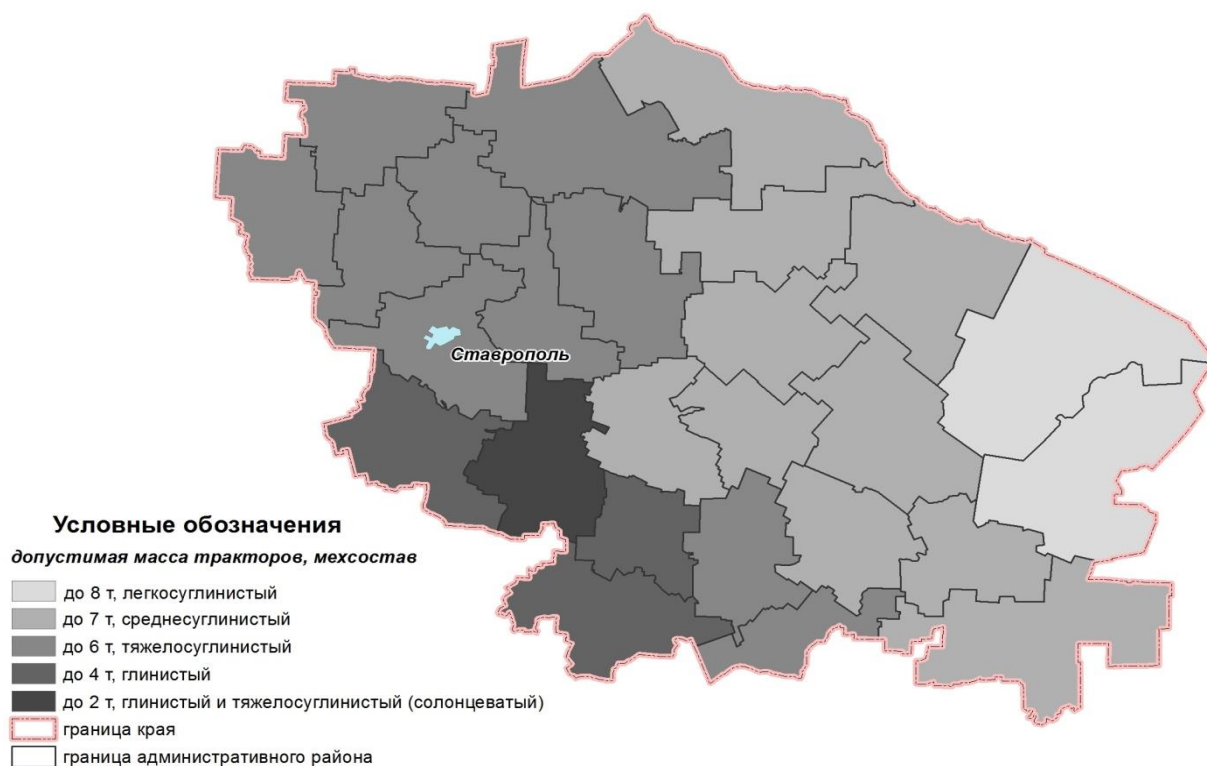 Ставрополь
Условные обозначения
допустимая масса тракторов, мехсостав
до 8 т, легкосуглинистый
до 7 т, среднесуглинистый
до 6 т, тяжелосуглинистый
до 4 т, глинистый
до 2 т, глинистый и тяжелосуглинистый (солонцеватый)
граница края
граница административного района